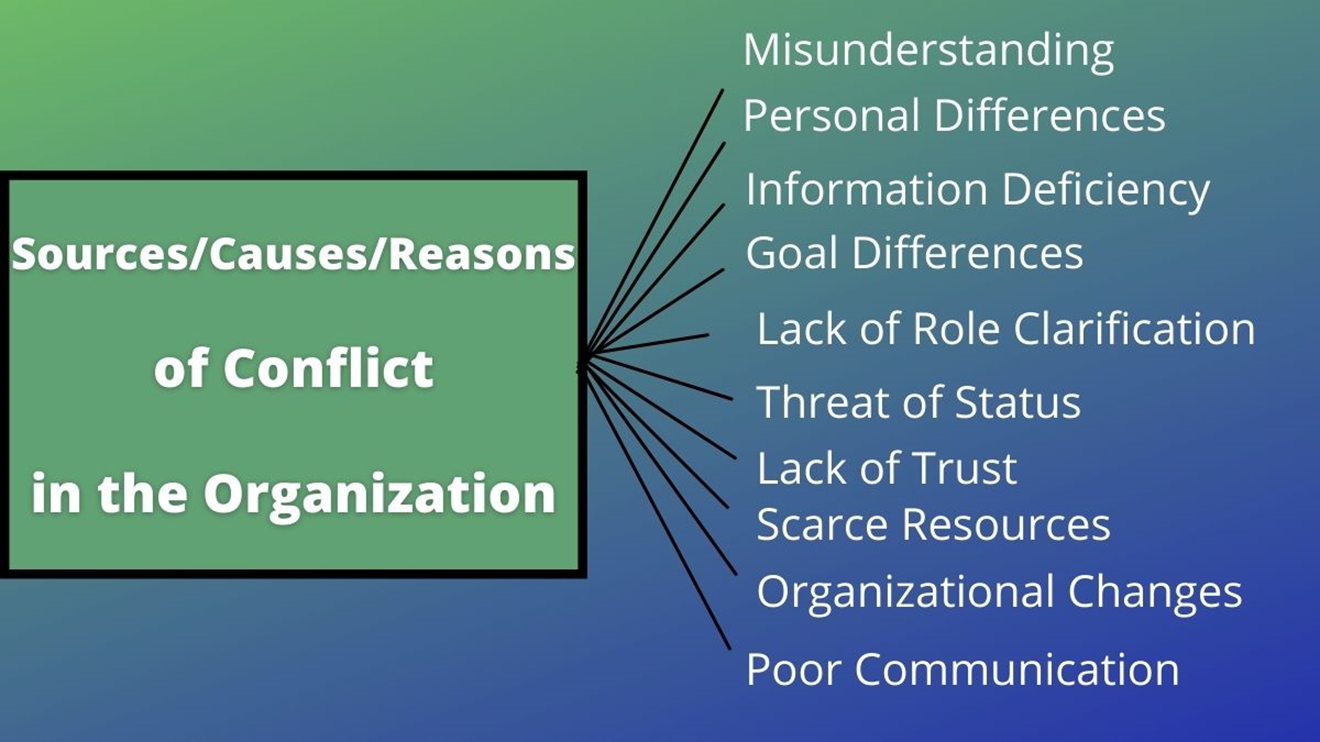 Sources/Causes/Reasons
of Conflict
in the Organization
Misunderstanding
Personal Differences
Information Deficiency
Goal Differences
Lack of Role Clarification
Threat of Status
Lack of Trust
Scarce Resources
Organizational Changes
Poor Communication